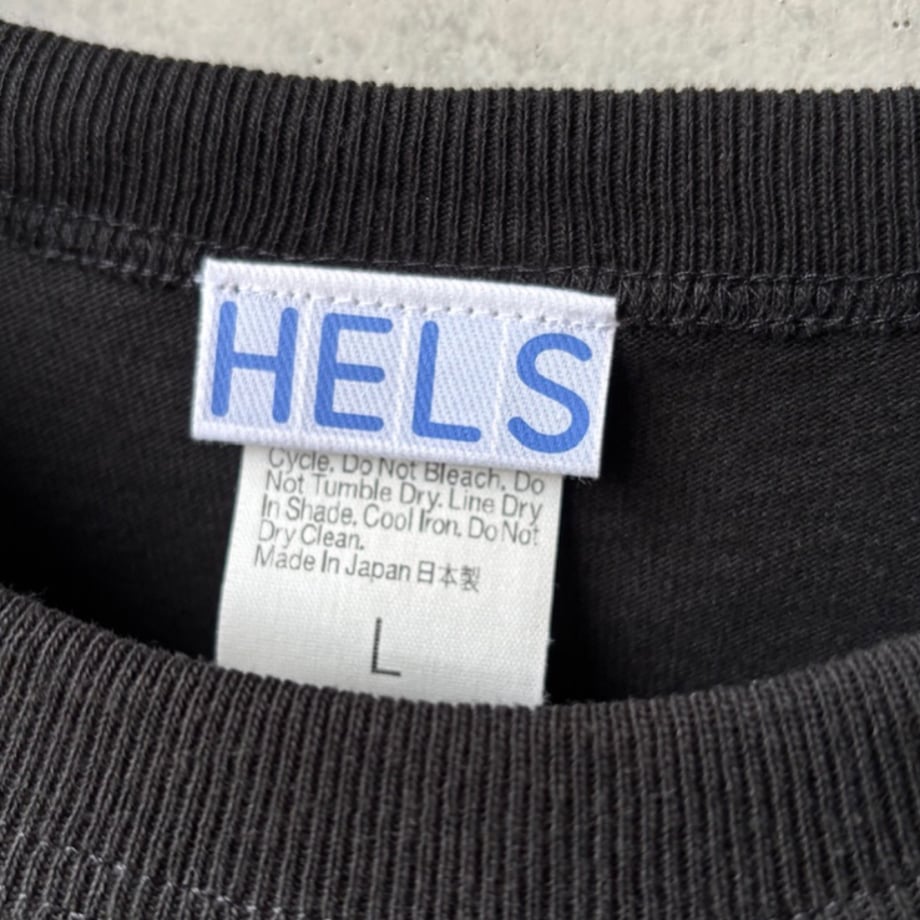 HELS
Cycle. Do Not Bleach. Do
Not Tumble Dry. Line Dry
In Shade. Cool Iron. Do Not
Dry Clean.
Made In Japan 日本製
L